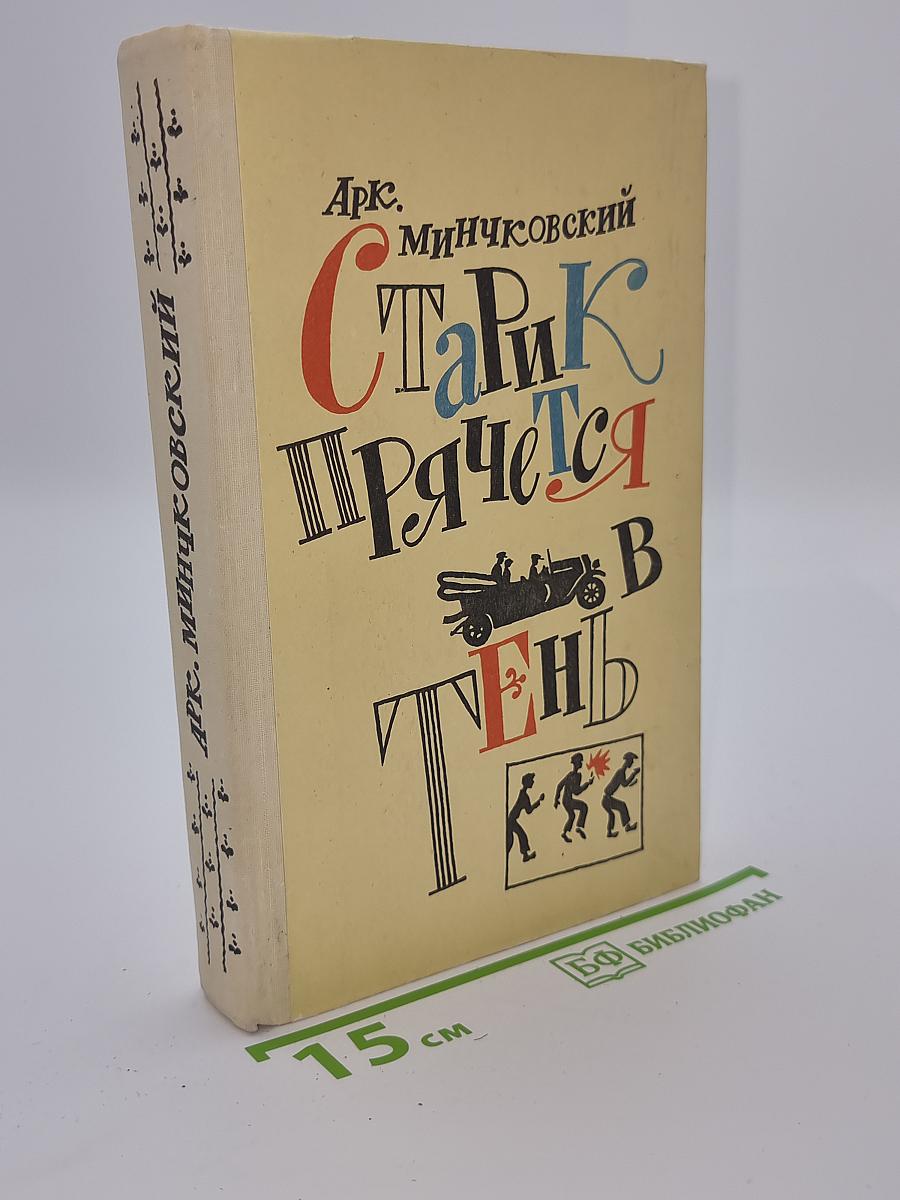 Арк. Минчковский
Арк.
Минчковский
Старик
прячется
в
тень
15 см
БФ БИБЛИОФАН